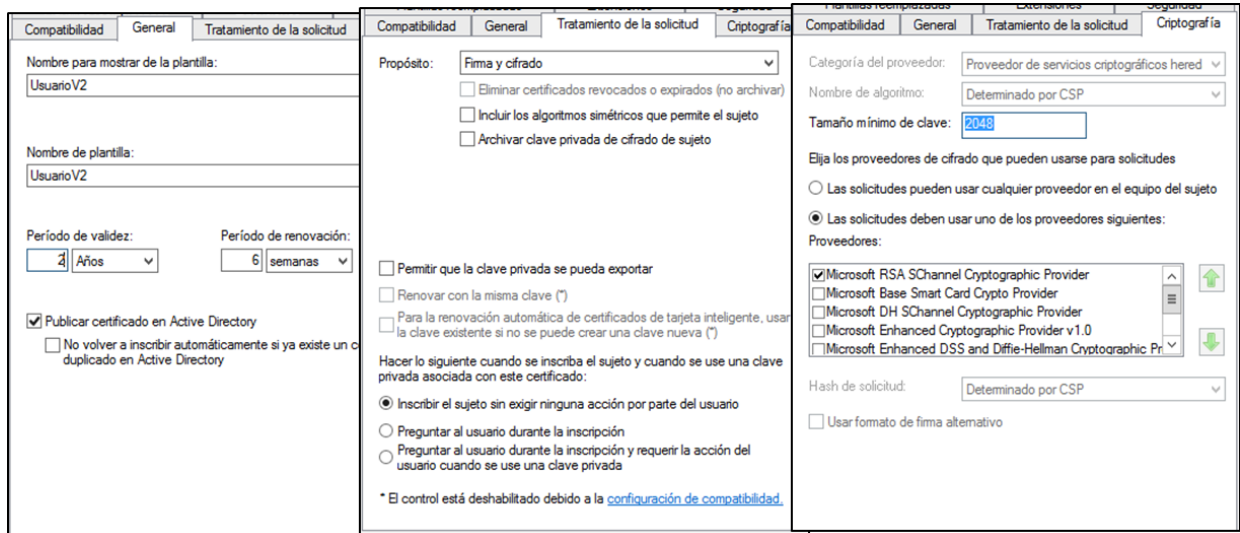 Compatibilidad General Tratamiento de la solicitud
Nombre para mostrar de la plantilla:
UsuarioV2
Nombre de plantilla:
UsuarioV2
Período de validez: Período de renovación:
2 Años 6 semanas
Publicar certificado en Active Directory
No volver a inscribir automáticamente si ya existe un c
duplicado en Active Directory
Compatibilidad General Tratamiento de la solicitud Criptografía
Propósito: Firma y cifrado
Eliminar certificados revocados o expirados (no archivar)
Incluir los algoritmos simétricos que permite el sujeto
Archivar clave privada de cifrado de sujeto
Permitir que la clave privada se pueda exportar
Renovar con la misma clave (*)
Para la renovación automática de certificados de tarjeta inteligente, usar
la clave existente si no se puede crear una clave nueva (*)
Hacer lo siguiente cuando se inscriba el sujeto y cuando se use una clave
privada asociada con este certificado:
Inscribir el sujeto sin exigir ninguna acción por parte del usuario
Preguntar al usuario durante la inscripción
Preguntar al usuario durante la inscripción y requerir la acción del
usuario cuando se use una clave privada
* El control está deshabilitado debido a la configuración de compatibilidad.
Plantillas reemplazadas Extensiones Seguridad
Compatibilidad General Tratamiento de la solicitud Criptografía
Categoría del proveedor: Proveedor de servicios criptográficos hered
Nombre de algoritmo: Determinado por CSP
Tamaño mínimo de clave: 2048
Elija los proveedores de cifrado que pueden usarse para solicitudes
Las solicitudes pueden usar cualquier proveedor en el equipo del sujeto
Las solicitudes deben usar uno de los proveedores siguientes:
Proveedores:
Microsoft RSA SChannel Cryptographic Provider
Microsoft Base Smart Card Crypto Provider
Microsoft DH SChannel Cryptographic Provider
Microsoft Enhanced Cryptographic Provider v1.0
Microsoft Enhanced DSS and Diffie-Hellman Cryptographic Pr
Hash de solicitud: Determinado por CSP
Usar formato de firma alternativo